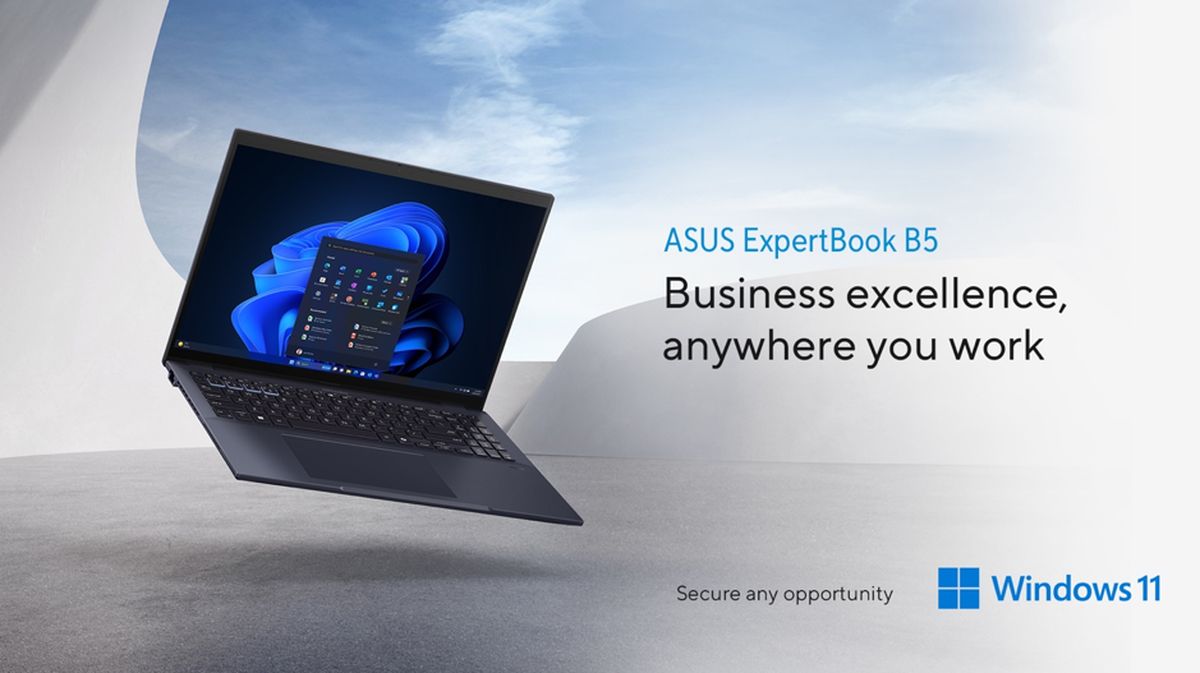 ASUS ExpertBook B5
Business excellence,
anywhere you work
Secure any opportunity
Windows 11